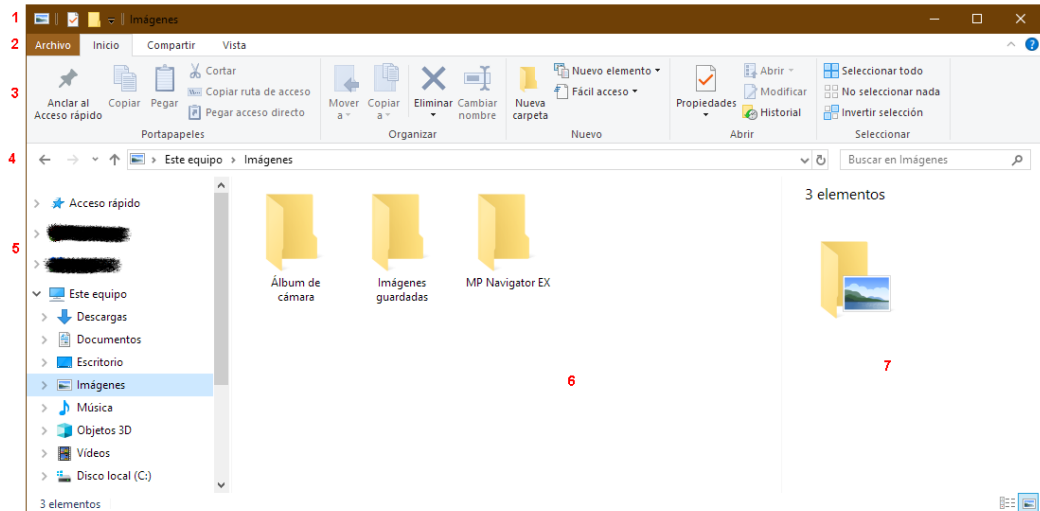 1 Imágenes
2 Archivo Inicio Compartir Vista
3
Anclar al Acceso rápido
Copiar
Pegar
Cortar
Copiar ruta de acceso
Pegar acceso directo
Portapapeles
Mover a
Copiar a
Eliminar
Cambiar nombre
Organizar
Nueva carpeta
Nuevo elemento
Fácil acceso
Nuevo
Propiedades
Abrir
Modificar
Historial
Abrir
Seleccionar todo
No seleccionar nada
Invertir selección
Seleccionar
4 Este equipo > Imágenes
Buscar en Imágenes
5
Acceso rápido
Este equipo
Descargas
Documentos
Escritorio
Imágenes
Música
Objetos 3D
Vídeos
Disco local (C:)
Álbum de cámara
Imágenes guardadas
MP Navigator EX
6
3 elementos
7
3 elementos